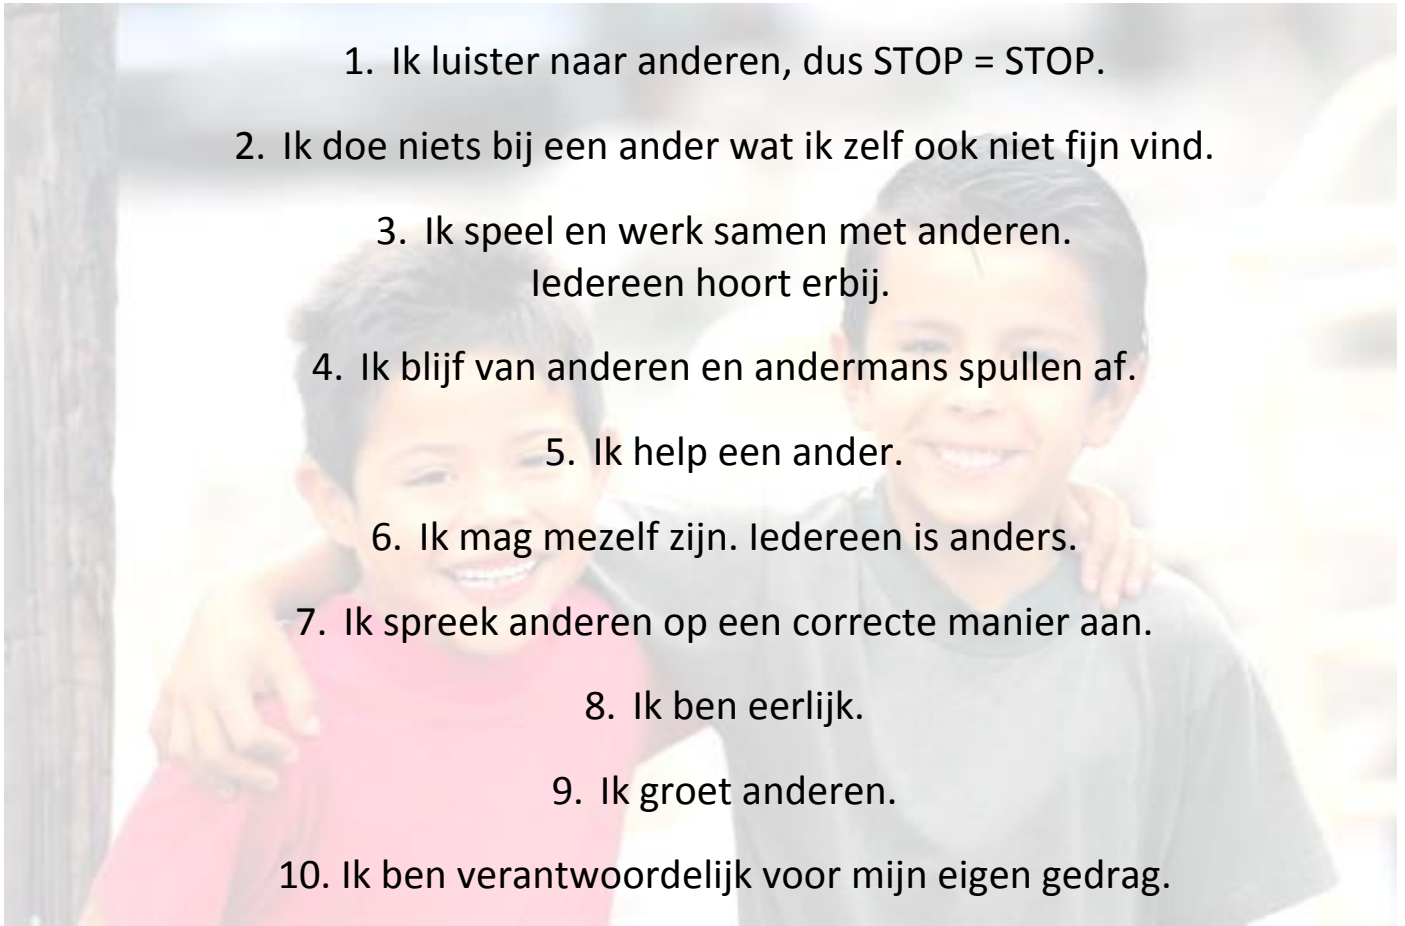 1. Ik luister naar anderen, dus STOP = STOP.
2. Ik doe niets bij een ander wat ik zelf ook niet fijn vind.
3. Ik speel en werk samen met anderen.
Iedereen hoort erbij.
4. Ik blijf van anderen en andermans spullen af.
5. Ik help een ander.
6. Ik mag mezelf zijn. Iedereen is anders.
7. Ik spreek anderen op een correcte manier aan.
8. Ik ben eerlijk.
9. Ik groet anderen.
10. Ik ben verantwoordelijk voor mijn eigen gedrag.